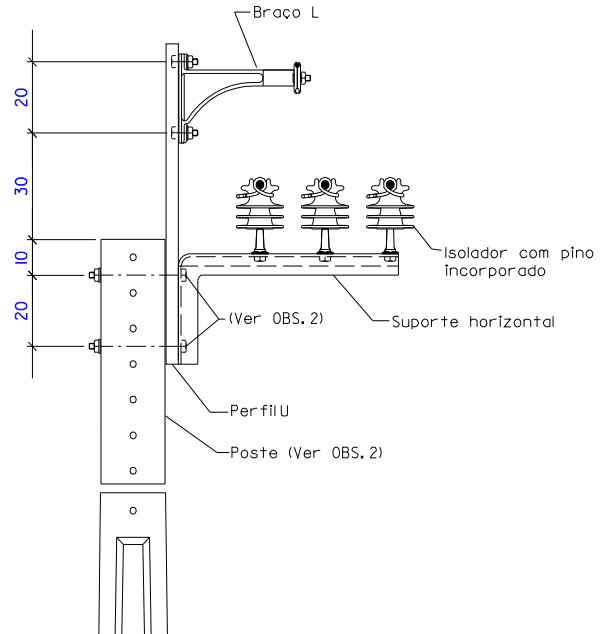 Braço L
20
30
10
20
Isolador com pino
incorporado
(Ver OBS.2)
Suporte horizontal
Perfil U
Poste (Ver OBS.2)